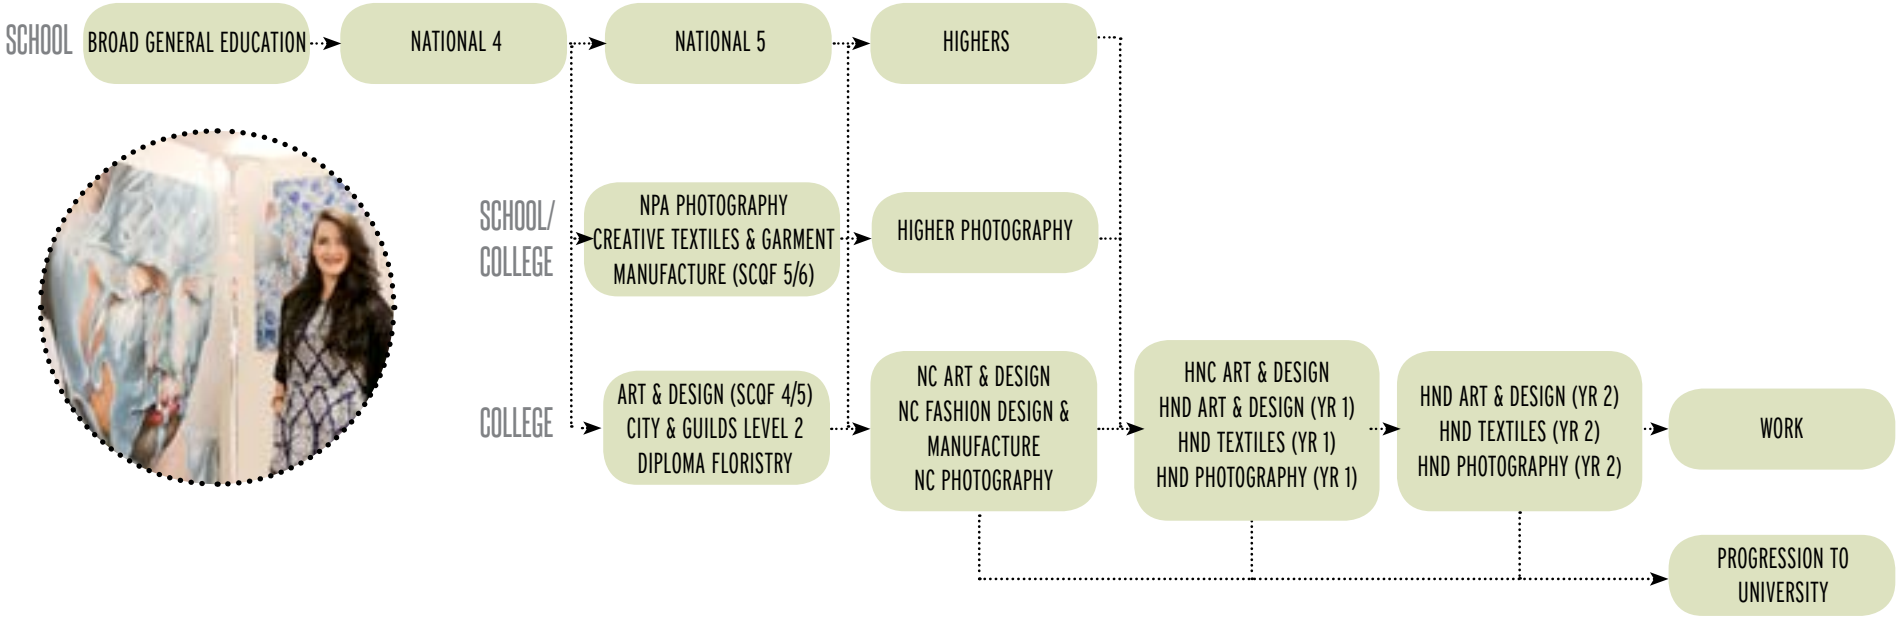 SCHOOL
BROAD GENERAL EDUCATION
NATIONAL 4
NATIONAL 5
HIGHERS
SCHOOL/
COLLEGE
NPA PHOTOGRAPHY
CREATIVE TEXTILES & GARMENT
MANUFACTURE (SCQF 5/6)
HIGHER PHOTOGRAPHY
COLLEGE
ART & DESIGN (SCQF 4/5)
CITY & GUILDS LEVEL 2
DIPLOMA FLORISTRY
NC ART & DESIGN
NC FASHION DESIGN &
MANUFACTURE
NC PHOTOGRAPHY
HNC ART & DESIGN
HND ART & DESIGN (YR 1)
HND TEXTILES (YR 1)
HND PHOTOGRAPHY (YR 1)
HND ART & DESIGN (YR 2)
HND TEXTILES (YR 2)
HND PHOTOGRAPHY (YR 2)
WORK
PROGRESSION TO
UNIVERSITY